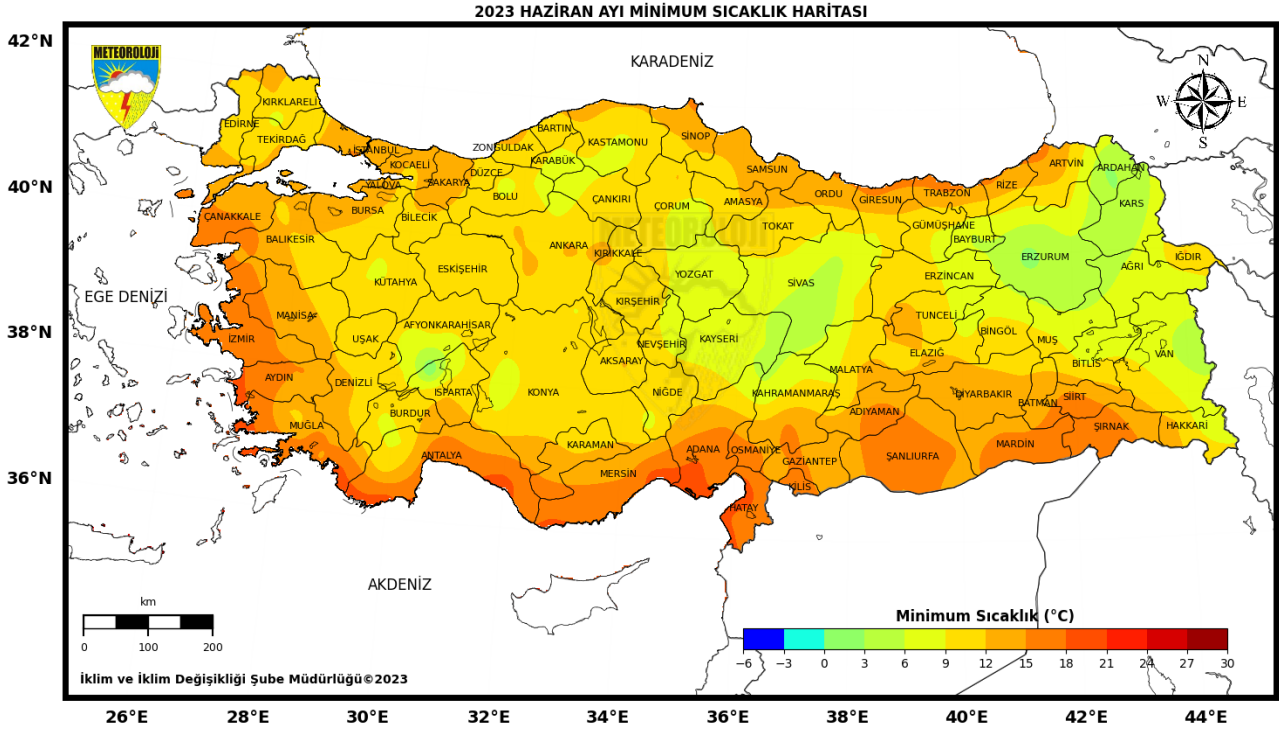 2023 HAZİRAN AYI MİNİMUM SICAKLIK HARİTASI
42°N
40°N
38°N
36°N
METEOROLOJİ
KARADENİZ
N
W E
S
KIRKLARELİ
EDİRNE
TEKİRDAĞ
İSTANBUL
KOCAELİ
YALOVA
SAKARYA
DÜZCE
ZONGULDAK
BARTIN
KARABÜK
KASTAMONU
SİNOP
SAMSUN
ORDU
GİRESUN
TRABZON
RİZE
ARTVİN
ARDAHAN
KARS
ÇANAKKALE
BURSA
BİLECİK
BOLU
ÇANKIRI
ÇORUM
AMASYA
TOKAT
GÜMÜŞHANE
BAYBURT
ERZURUM
AĞRI
IĞDIR
BALIKESİR
ESKİŞEHİR
ANKARA
KIRIKKALE
METEOROLOJİ
KÜTAHYA
YOZGAT
SİVAS
ERZİNCAN
EGE DENİZİ
MANİSA
KIRŞEHİR
TUNCELİ
BİNGÖL
İZMİR
UŞAK
AFYONKARAHİSAR
NEVŞEHİR
KAYSERİ
MUŞ
AKSARAY
ELAZIĞ
BİTLİS
VAN
AYDIN
DENİZLİ
ISPARTA
KONYA
NİĞDE
MALATYA
KAHRAMANMARAŞ
DİYARBAKIR
BATMAN
SİİRT
BURDUR
ADIYAMAN
MUĞLA
ŞIRNAK
HAKKARİ
ANTALYA
KARAMAN
ADANA
OSMANİYE
MARDİN
MERSİN
GAZİANTEP
ŞANLIURFA
KİLİS
HATAY
AKDENİZ
km
0 100 200
Minimum Sıcaklık (°C)
−6 −3 0 3 6 9 12 15 18 21 24 27 30
İklim ve İklim Değişikliği Şube Müdürlüğü©2023
26°E 28°E 30°E 32°E 34°E 36°E 38°E 40°E 42°E 44°E